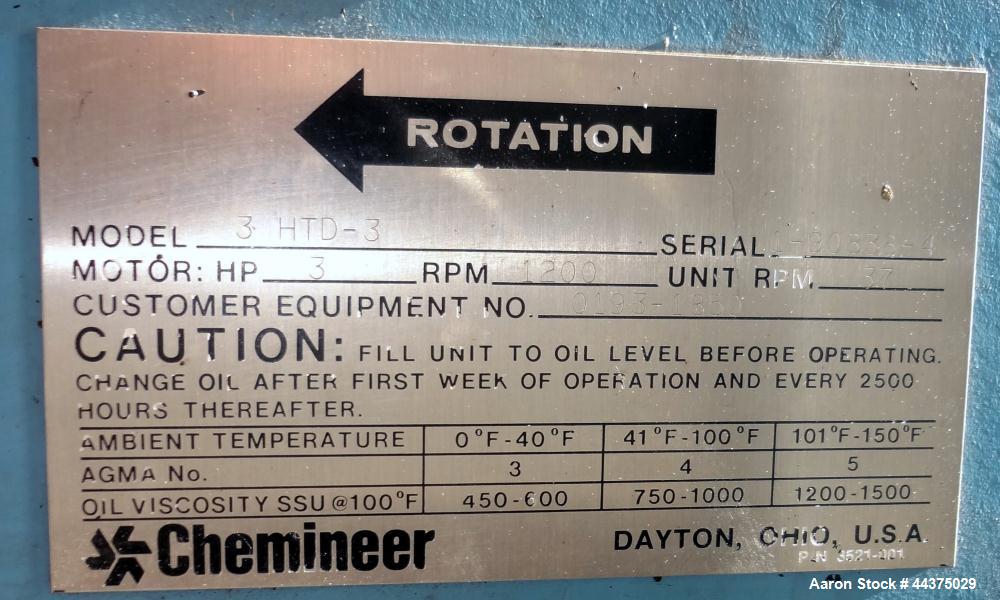 ROTATION
MODEL 3 HTD-3 SERIAL
MOTOR: HP 3 RPM 1200 UNIT RPM 37
CUSTOMER EQUIPMENT NO.
CAUTION: FILL UNIT TO OIL LEVEL BEFORE OPERATING.
CHANGE OIL AFTER FIRST WEEK OF OPERATION AND EVERY 2500
HOURS THEREAFTER.
AMBIENT TEMPERATURE 0°F-40°F 41°F-100°F 101°F-150°F
AGMA No. 3 4 5
OIL VISCOSITY SSU @100°F 450-600 750-1000 1200-1500
Chemineer DAYTON, OHIO, U.S.A.
P.N 3521-001
Aaron Stock # 44375029